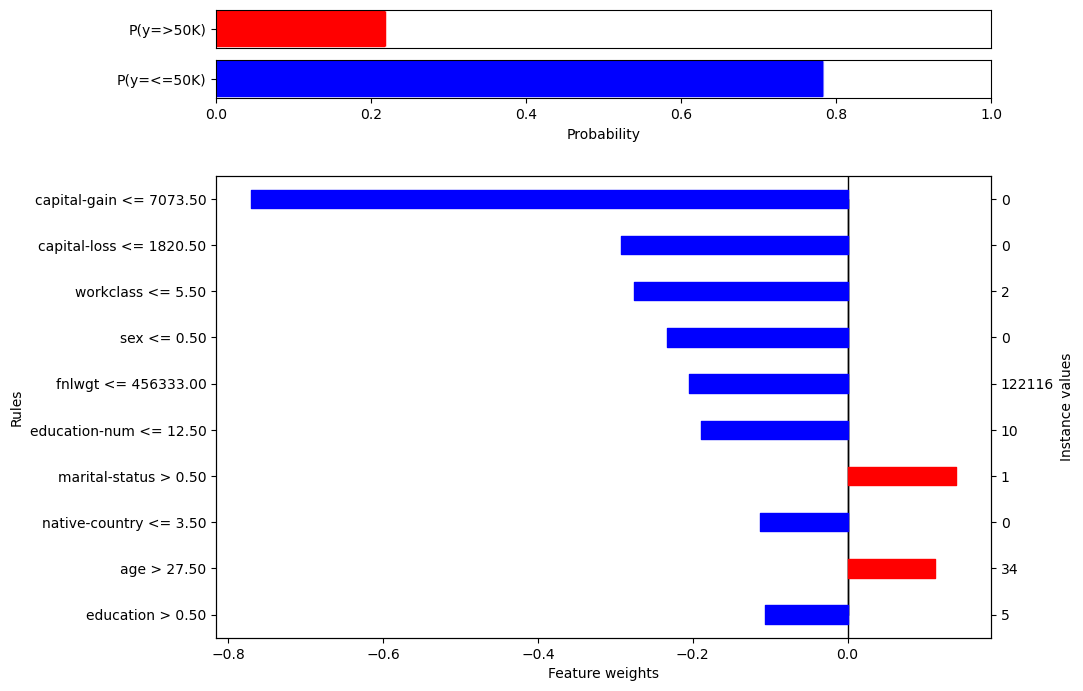 P(y=>50K)
P(y=<=50K)
0.0 0.2 0.4 0.6 0.8 1.0
Probability
capital-gain <= 7073.50 0
capital-loss <= 1820.50 0
workclass <= 5.50 2
sex <= 0.50 0
fnlwgt <= 456333.00 122116
education-num <= 12.50 10
marital-status > 0.50 1
native-country <= 3.50 0
age > 27.50 34
education > 0.50 5
Rules
Instance values
−0.8 −0.6 −0.4 −0.2 0.0
Feature weights